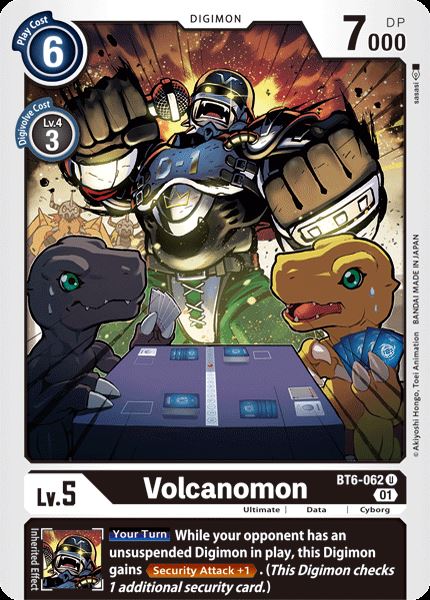 Play Cost
6
DIGIMON
7000
DP
Digivolve Cost
Lv.4
3
D-1
sasasi
©Akiyoshi Hongo, Toei Animation BANDAI MADE IN JAPAN
Lv.5
Volcanomon
BT6-062 U
01
Ultimate | Data | Cyborg
Inherited Effect
Your Turn While your opponent has an
unsuspended Digimon in play, this Digimon
gains Security Attack +1 . (This Digimon checks
1 additional security card.)